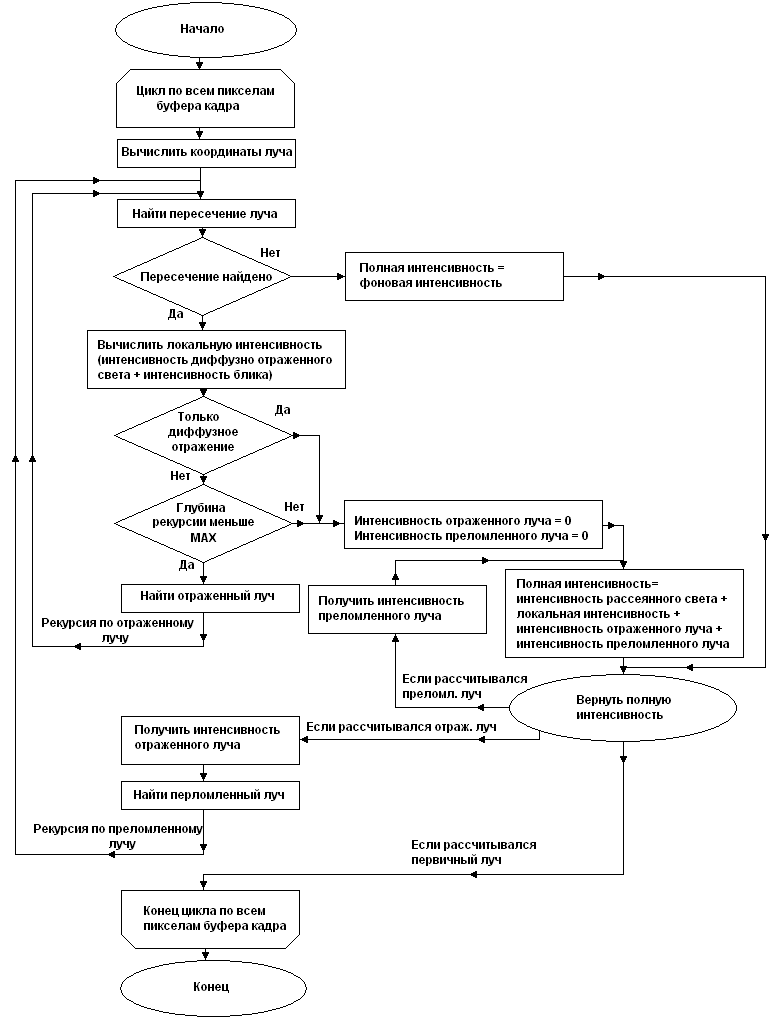 Начало
Цикл по всем пикселам
буфера кадра
Вычислить координаты луча
Найти пересечение луча
Нет
Пересечение найдено
Полная интенсивность =
фоновая интенсивность
Да
Вычислить локальную интенсивность
(интенсивность диффузно отраженного
света + интенсивность блика)
Да
Только
диффузное
отражение
Нет
Глубина
рекурсии меньше
MAX
Нет
Интенсивность отраженного луча = 0
Интенсивность преломленного луча = 0
Да
Найти отраженный луч
Получить интенсивность
преломленного луча
Полная интенсивность=
интенсивность рассеянного света +
локальная интенсивность +
интенсивность отраженного луча +
интенсивность преломленного луча
Рекурсия по отраженному
лучу
Если рассчитывался
преломл. луч
Вернуть полную
интенсивность
Если рассчитывался отраж. луч
Получить интенсивность
отраженного луча
Найти перломленный луч
Рекурсия по преломленному
лучу
Если рассчитывался
первичный луч
Конец цикла по всем
пикселам буфера кадра
Конец